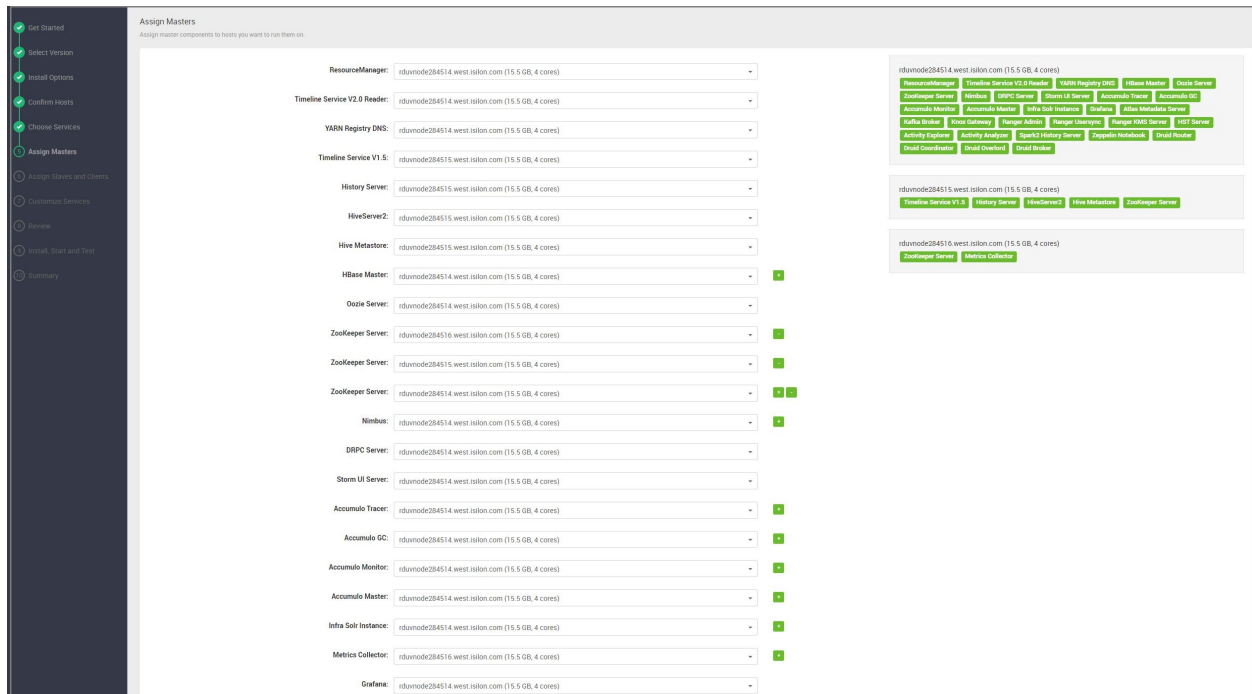 Get Started
Select Version
Install Options
Confirm Hosts
Choose Services
5 Assign Masters
6 Assign Slaves and Clients
7 Customize Services
8 Review
9 Install, Start and Test
10 Summary
Assign Masters
Assign master components to hosts you want to run them on.
ResourceManager: rduvnode284514.west.isilon.com (15.5 GB, 4 cores)
Timeline Service V2.0 Reader: rduvnode284514.west.isilon.com (15.5 GB, 4 cores)
YARN Registry DNS: rduvnode284514.west.isilon.com (15.5 GB, 4 cores)
Timeline Service V1.5: rduvnode284515.west.isilon.com (15.5 GB, 4 cores)
History Server: rduvnode284515.west.isilon.com (15.5 GB, 4 cores)
HiveServer2: rduvnode284515.west.isilon.com (15.5 GB, 4 cores)
Hive Metastore: rduvnode284515.west.isilon.com (15.5 GB, 4 cores)
HBase Master: rduvnode284514.west.isilon.com (15.5 GB, 4 cores) +
Oozie Server: rduvnode284514.west.isilon.com (15.5 GB, 4 cores)
ZooKeeper Server: rduvnode284516.west.isilon.com (15.5 GB, 4 cores) -
ZooKeeper Server: rduvnode284515.west.isilon.com (15.5 GB, 4 cores) -
ZooKeeper Server: rduvnode284514.west.isilon.com (15.5 GB, 4 cores) + -
Nimbus: rduvnode284514.west.isilon.com (15.5 GB, 4 cores) +
DRPC Server: rduvnode284514.west.isilon.com (15.5 GB, 4 cores)
Storm UI Server: rduvnode284514.west.isilon.com (15.5 GB, 4 cores)
Accumulo Tracer: rduvnode284514.west.isilon.com (15.5 GB, 4 cores) +
Accumulo GC: rduvnode284514.west.isilon.com (15.5 GB, 4 cores) +
Accumulo Monitor: rduvnode284514.west.isilon.com (15.5 GB, 4 cores) +
Accumulo Master: rduvnode284514.west.isilon.com (15.5 GB, 4 cores) +
Infra Solr Instance: rduvnode284514.west.isilon.com (15.5 GB, 4 cores) +
Metrics Collector: rduvnode284516.west.isilon.com (15.5 GB, 4 cores) +
Grafana: rduvnode284514.west.isilon.com (15.5 GB, 4 cores)
rduvnode284514.west.isilon.com (15.5 GB, 4 cores)
ResourceManager Timeline Service V2.0 Reader YARN Registry DNS HBase Master Oozie Server
ZooKeeper Server Nimbus DRPC Server Storm UI Server Accumulo Tracer Accumulo GC
Accumulo Monitor Accumulo Master Infra Solr Instance Grafana Atlas Metadata Server
Kafka Broker Knox Gateway Ranger Admin Ranger Usersync Ranger KMS Server HST Server
Activity Explorer Activity Analyzer Spark2 History Server Zeppelin Notebook Druid Router
Druid Coordinator Druid Overlord Druid Broker
rduvnode284515.west.isilon.com (15.5 GB, 4 cores)
Timeline Service V1.5 History Server HiveServer2 Hive Metastore ZooKeeper Server
rduvnode284516.west.isilon.com (15.5 GB, 4 cores)
ZooKeeper Server Metrics Collector